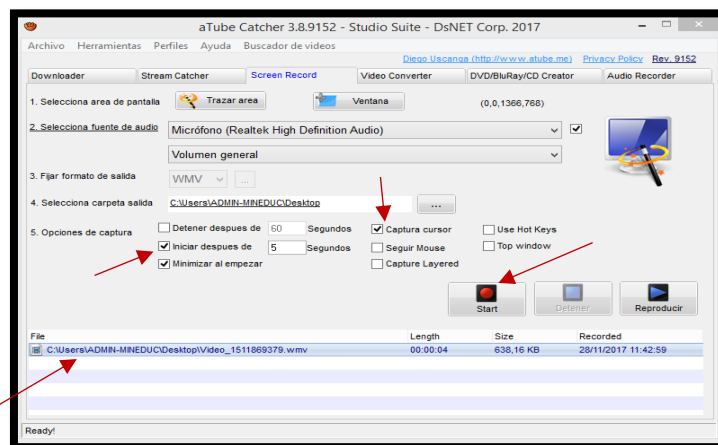 aTube Catcher 3.8.9152 - Studio Suite - DsNET Corp. 2017
Archivo Herramientas Perfiles Ayuda Buscador de videos
Diego Uscanga (http://www.atube.me) Privacy Policy Rev. 9152
Downloader Stream Catcher Screen Record Video Converter DVD/BluRay/CD Creator Audio Recorder
1. Selecciona area de pantalla Trazar area Ventana (0,0,1366,768)
2. Selecciona fuente de audio Micrófono (Realtek High Definition Audio)
Volumen general
3. Fijar formato de salida WMV ...
4. Selecciona carpeta salida C:\Users\ADMIN-MINEDUC\Desktop ...
5. Opciones de captura Detener despues de 60 Segundos Captura cursor Use Hot Keys
Iniciar despues de 5 Segundos Seguir Mouse Top window
Minimizar al empezar Capture Layered
Start Detener Reproducir
File Length Size Recorded
C:\Users\ADMIN-MINEDUC\Desktop\Video_1511869379.wmv 00:00:04 638,16 KB 28/11/2017 11:42:59
Ready!